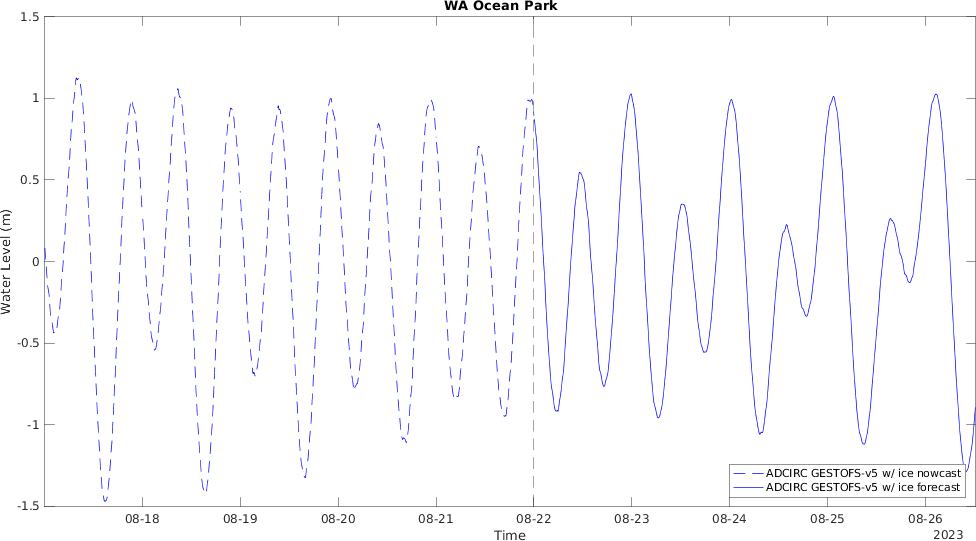 WA Ocean Park
1.5
1
0.5
0
-0.5
-1
-1.5
Water Level (m)
08-18 08-19 08-20 08-21 08-22 08-23 08-24 08-25 08-26
Time
2023
ADCIRC GESTOFS-v5 w/ ice nowcast
ADCIRC GESTOFS-v5 w/ ice forecast